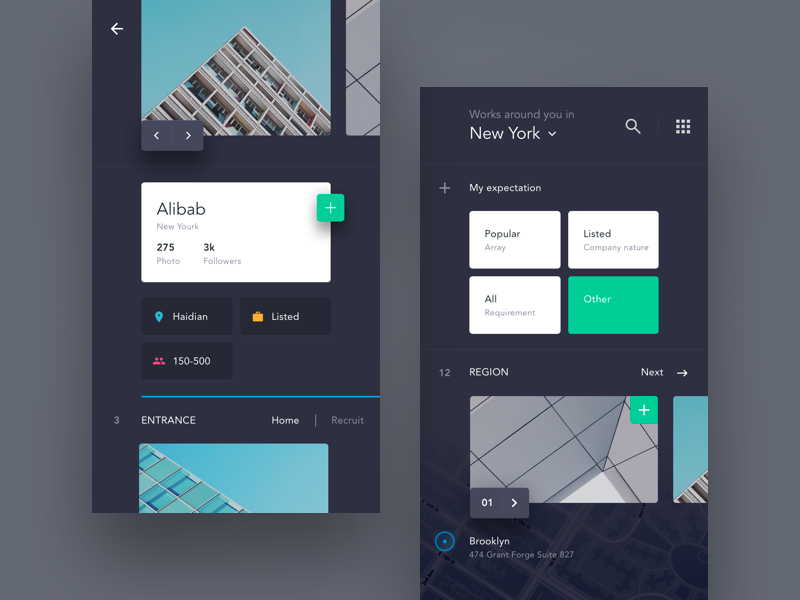 Alibab
New Yourk
275 3k
Photo Followers
Haidian Listed
150-500
3 ENTRANCE Home Recruit
Works around you in
New York
My expectation
Popular Listed
Array Company nature
All Other
Requirement
12 REGION Next
01
Brooklyn
474 Grant Forge Suite 827